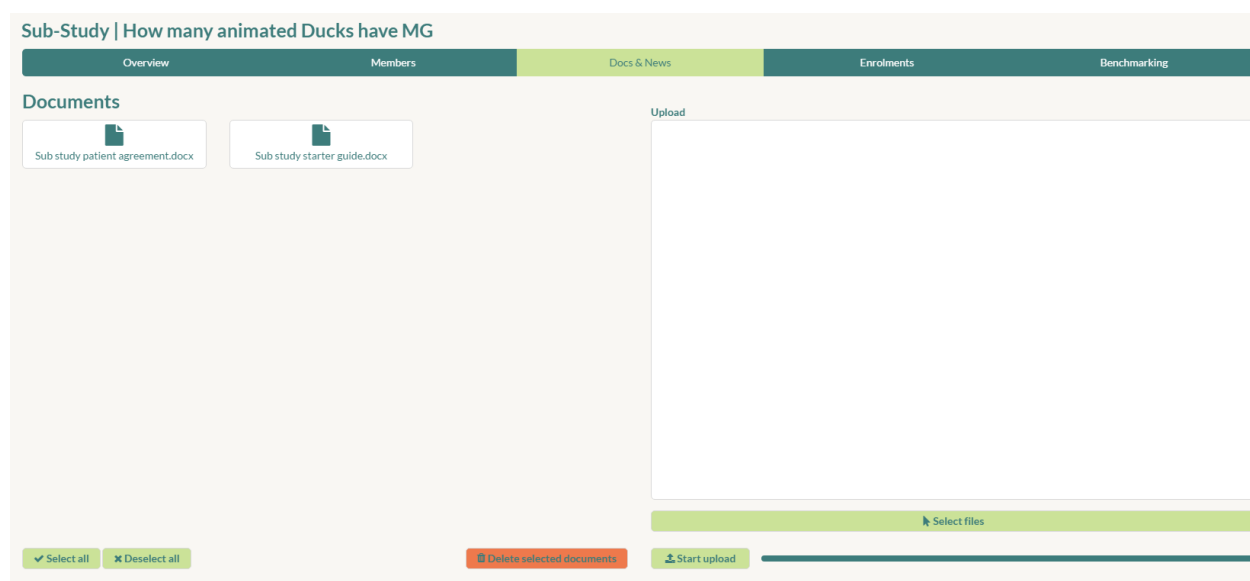 Sub-Study | How many animated Ducks have MG
Overview
Members
Docs & News
Enrolments
Benchmarking
Documents
Upload
Sub study patient agreement.docx
Sub study starter guide.docx
Select files
Select all
Deselect all
Delete selected documents
Start upload